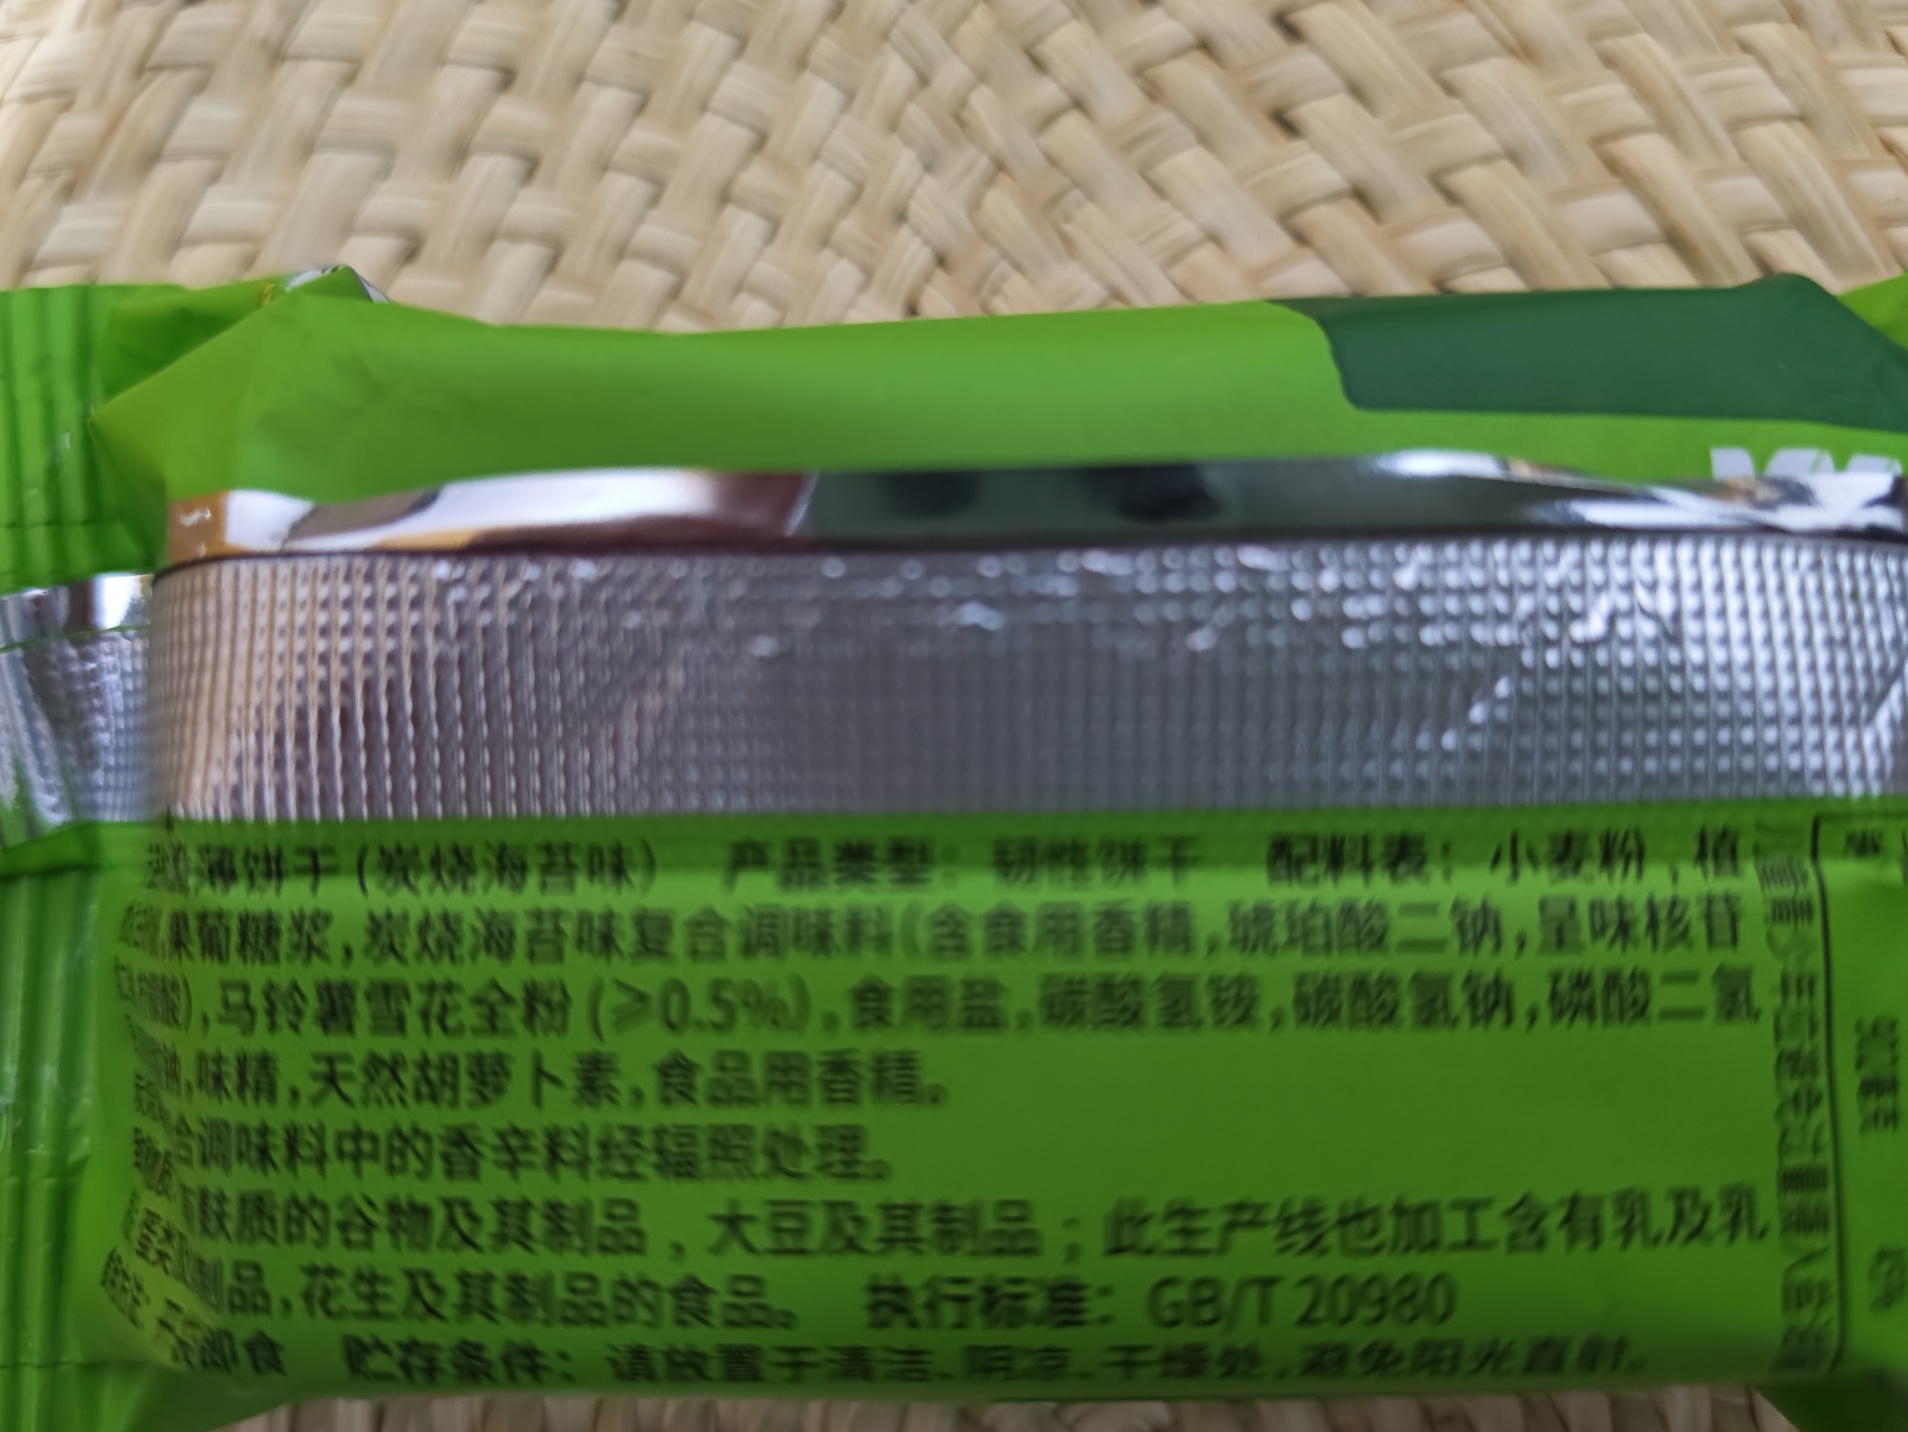 薄饼干(炭烧海苔味) 产品类型：韧性饼干 配料表：小麦粉,植
果葡糖浆,炭烧海苔味复合调味料(含食用香精,琥珀酸二钠,呈味核苷
酸),马铃薯雪花全粉(≥0.5%),食用盐,碳酸氢铵,碳酸氢钠,磷酸二氢
钠,味精,天然胡萝卜素,食品用香精。
合调味料中的香辛料经辐照处理。
麸质的谷物及其制品,大豆及其制品;此生产线也加工含有乳及乳
制品,花生及其制品的食品。 执行标准：GB/T 20980
即食 贮存条件：请放置于清洁、阴凉、干燥处,避免阳光直射。